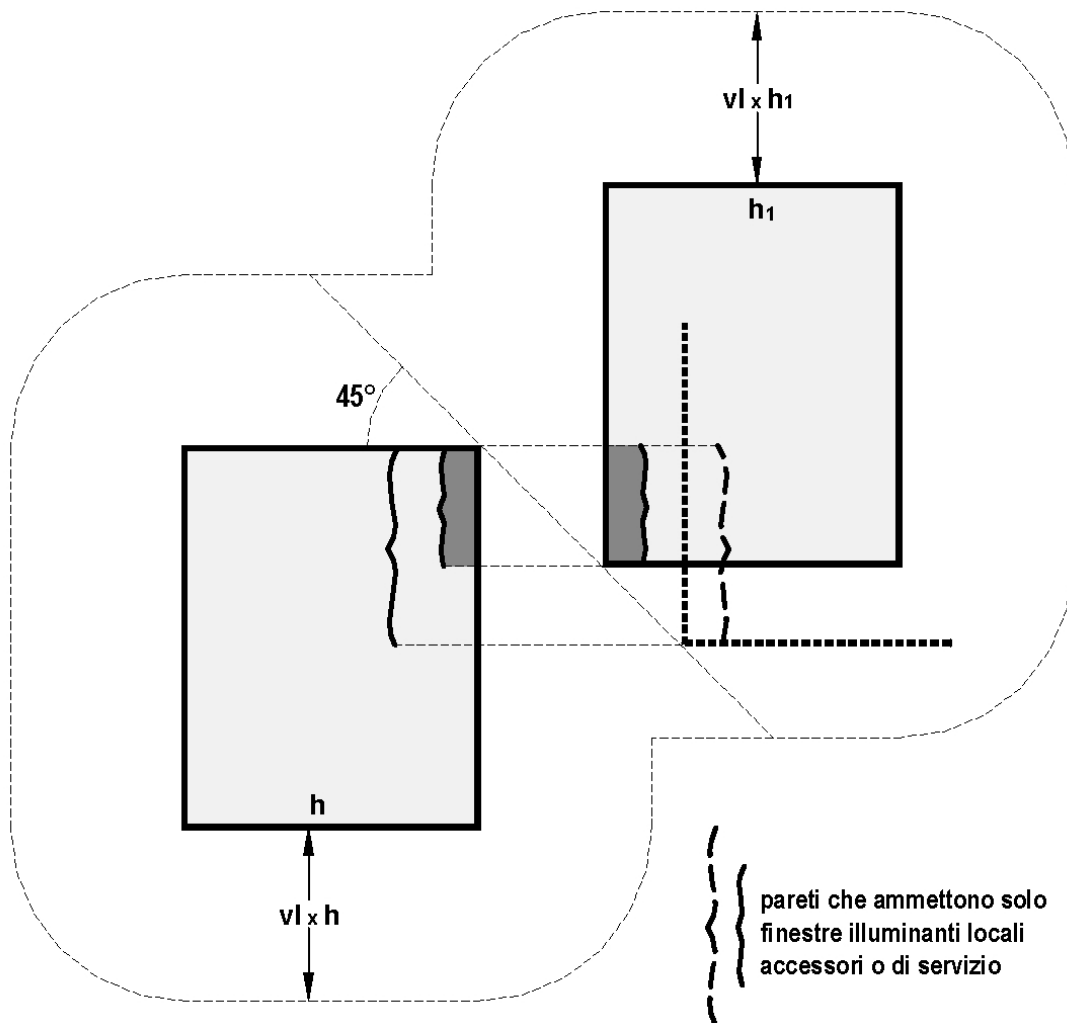 vl x h1
h1
45°
h
vl x h
pareti che ammettono solo
finestre illuminanti locali
accessori o di servizio